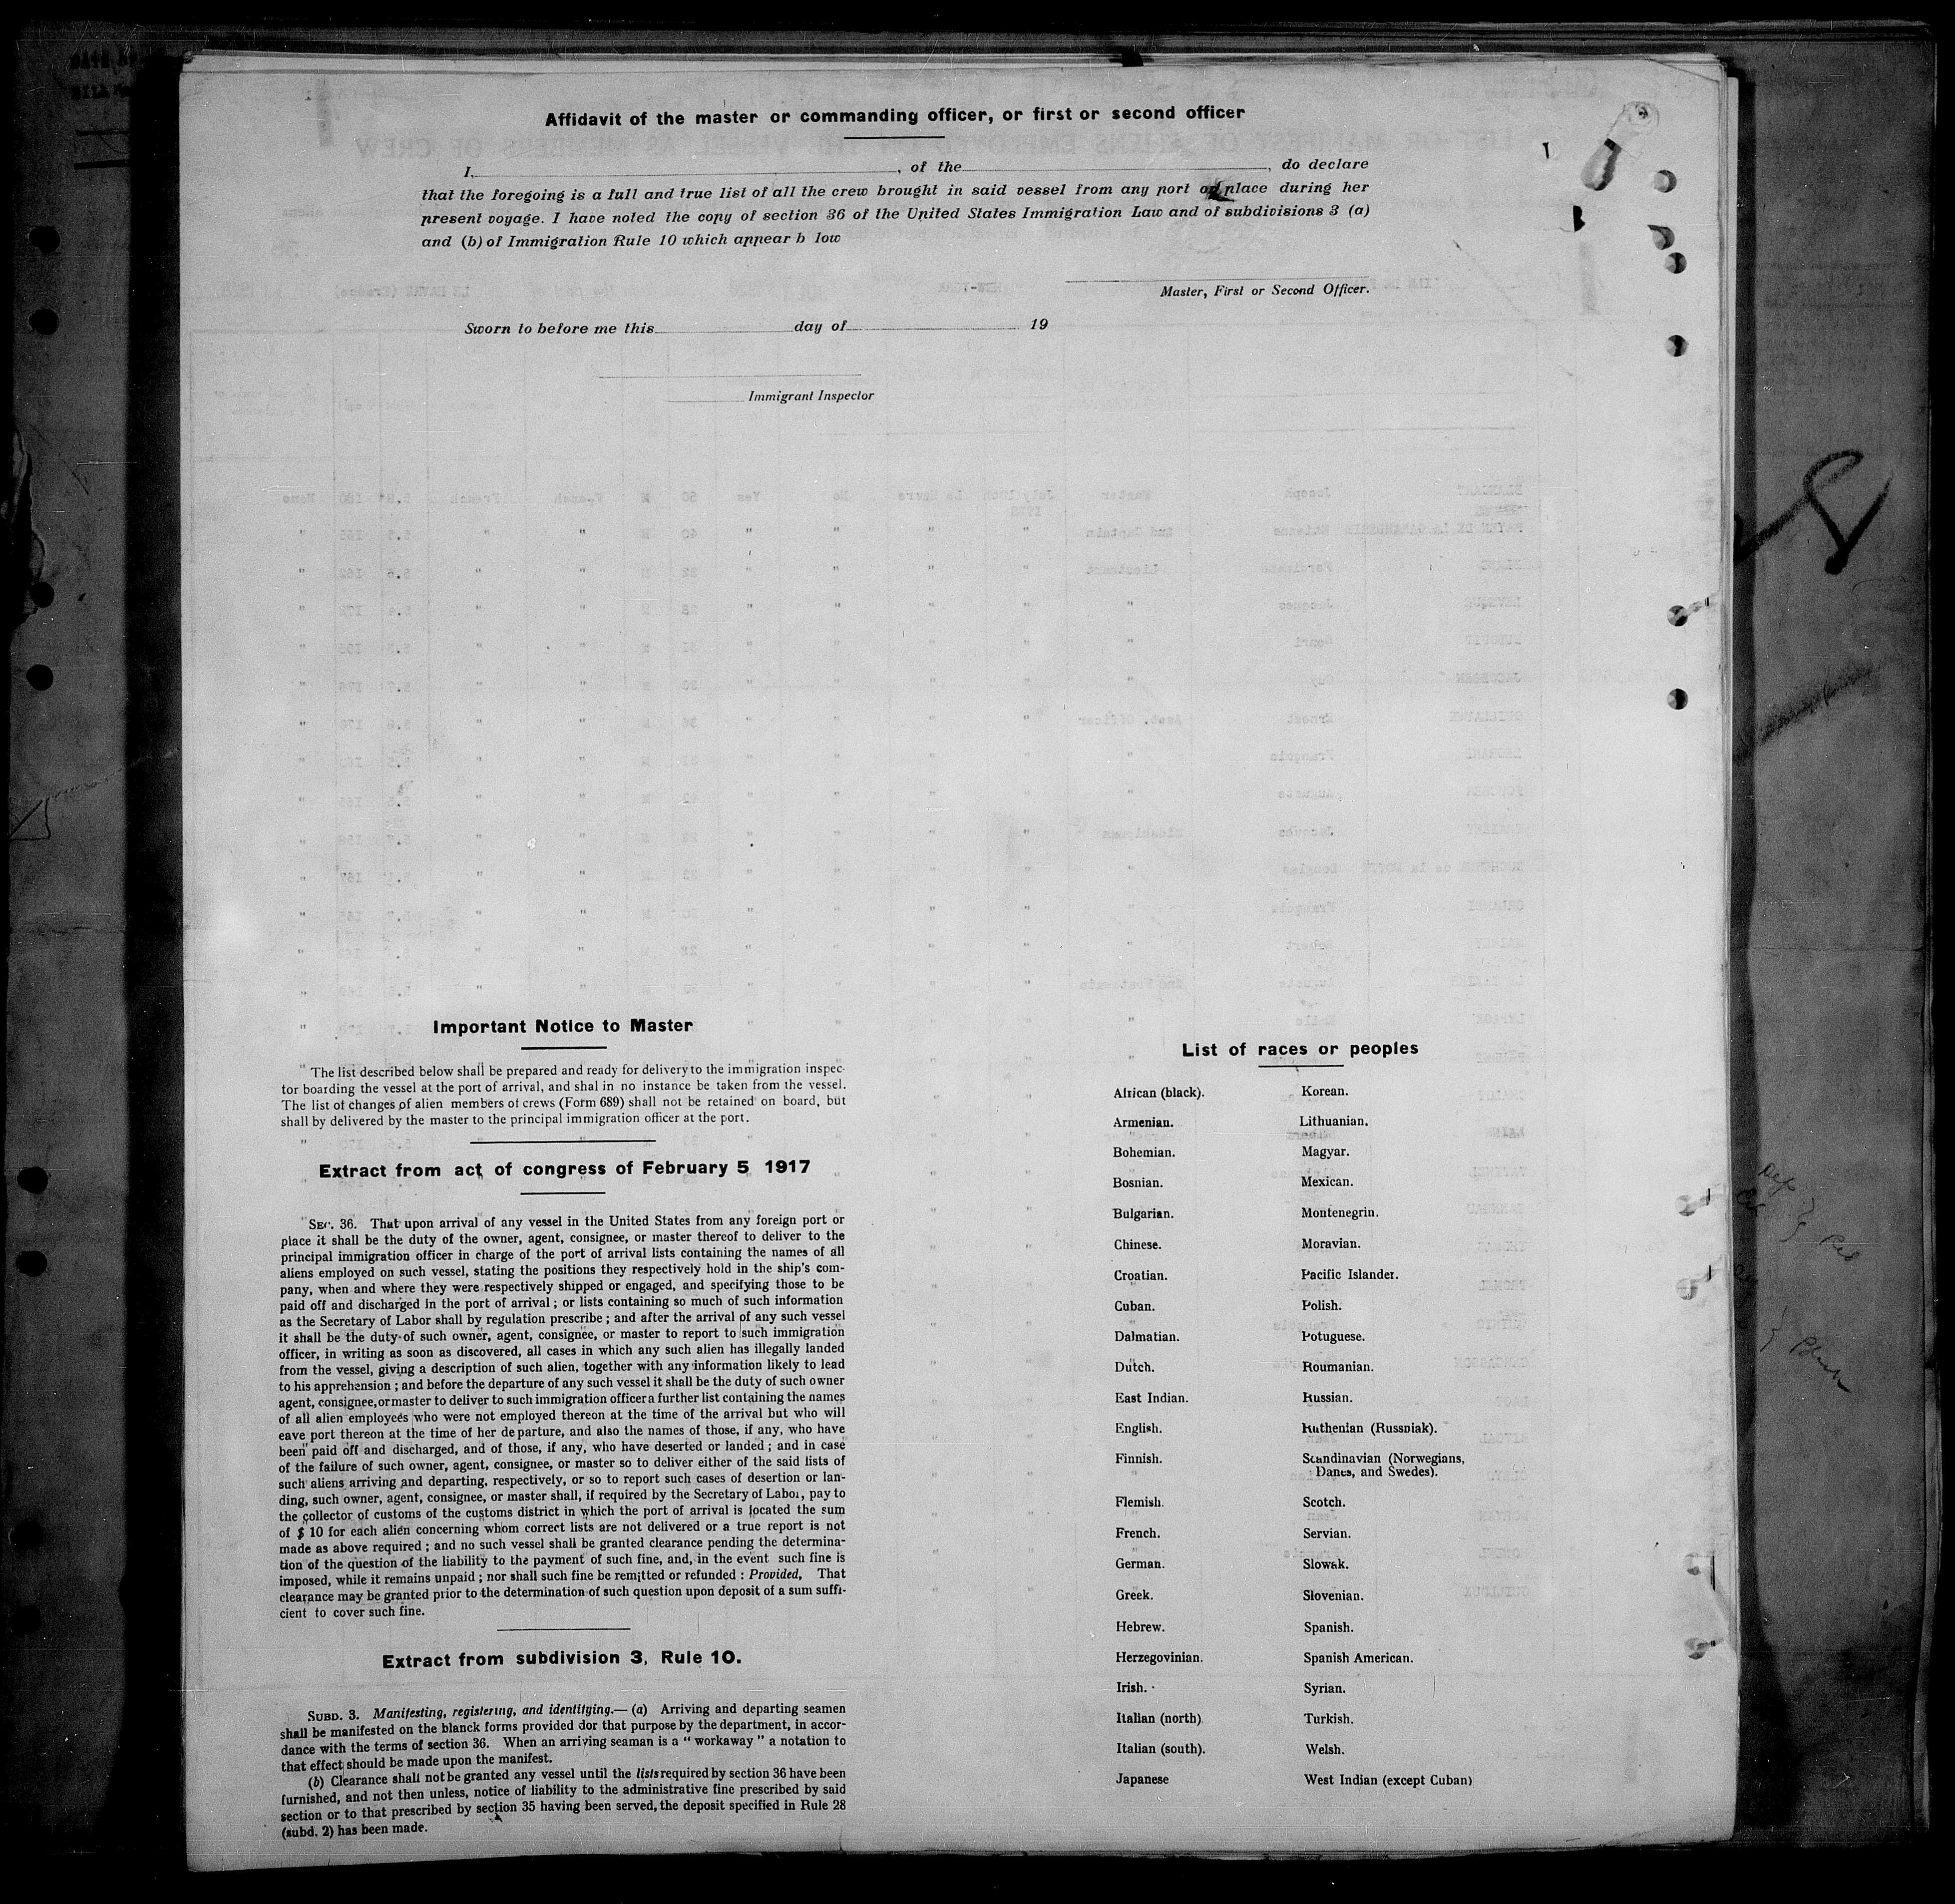 Affidavit of the master or commanding officer, or first or second officer
I, , of the , do declare
that the foregoing is a full and true list of all the crew brought in said vessel from any port or place during her
present voyage. I have noted the copy of section 36 of the United States Immigration Law and of subdivisions 3 (a)
and (b) of Immigration Rule 10 which appear b low
Master, First or Second Officer.
Sworn to before me this day of 19
Immigrant Inspector
Important Notice to Master
The list described below shall be prepared and ready for delivery to the immigration inspec-
tor boarding the vessel at the port of arrival, and shal in no instance be taken from the vessel.
The list of changes of alien members of crews (Form 689) shall not be retained on board, but
shall by delivered by the master to the principal immigration officer at the port.
Extract from act of congress of February 5 1917
SEC. 36. That upon arrival of any vessel in the United States from any foreign port or
place it shall be the duty of the owner, agent, consignee, or master thereof to deliver to the
principal immigration officer in charge of the port of arrival lists containing the names of all
aliens employed on such vessel, stating the positions they respectively hold in the ship's com-
pany, when and where they were respectively shipped or engaged, and specifying those to be
paid off and discharged in the port of arrival ; or lists containing so much of such information
as the Secretary of Labor shall by regulation prescribe ; and after the arrival of any such vessel
it shall be the duty of such owner, agent, consignee, or master to report to such immigration
officer, in writing as soon as discovered, all cases in which any such alien has illegally landed
from the vessel, giving a description of such alien, together with any information likely to lead
to his apprehension ; and before the departure of any such vessel it shall be the duty of such owner
agent, consignee, or master to deliver to such immigration officer a further list containing the names
of all alien employees who were not employed thereon at the time of the arrival but who will
eave port thereon at the time of her departure, and also the names of those, if any, who have
been paid off and discharged, and of those, if any, who have deserted or landed ; and in case
of the failure of such owner, agent, consignee, or master so to deliver either of the said lists of
such aliens arriving and departing, respectively, or so to report such cases of desertion or lan-
ding, such owner, agent, consignee, or master shall, if required by the Secretary of Labor, pay to
the collector of customs of the customs district in which the port of arrival is located the sum
of $ 10 for each alien concerning whom correct lists are not delivered or a true report is not
made as above required ; and no such vessel shall be granted clearance pending the determina-
tion of the question of the liability to the payment of such fine, and, in the event such fine is
imposed, while it remains unpaid ; nor shall such fine be remitted or refunded : Provided, That
clearance may be granted prior to the determination of such question upon deposit of a sum suffi-
cient to cover such fine.
Extract from subdivision 3, Rule 10.
SUBD. 3. Manifesting, registering, and identifying.— (a) Arriving and departing seamen
shall be manifested on the blanck forms provided dor that purpose by the department, in accor-
dance with the terms of section 36. When an arriving seaman is a " workaway " a notation to
that effect should be made upon the manifest.
(b) Clearance shall not be granted any vessel until the lists required by section 36 have been
furnished, and not then unless, notice of liability to the administrative fine prescribed by said
section or to that prescribed by section 35 having been served, the deposit specified in Rule 28
(subd. 2) has been made.
List of races or peoples
African (black).
Armenian.
Bohemian.
Bosnian.
Bulgarian.
Chinese.
Croatian.
Cuban.
Dalmatian.
Dutch.
East Indian.
English.
Finnish.
Flemish.
French.
German.
Greek.
Hebrew.
Herzegovinian.
Irish.
Italian (north)
Italian (south).
Japanese
Korean.
Lithuanian.
Magyar.
Mexican.
Montenegrin.
Moravian.
Pacific Islander.
Polish.
Potuguese.
Roumanian.
Russian.
Ruthenian (Russniak).
Scandinavian (Norwegians,
Danes, and Swedes).
Scotch.
Servian.
Slowak.
Slovenian.
Spanish.
Spanish American.
Syrian.
Turkish.
Welsh.
West Indian (except Cuban)